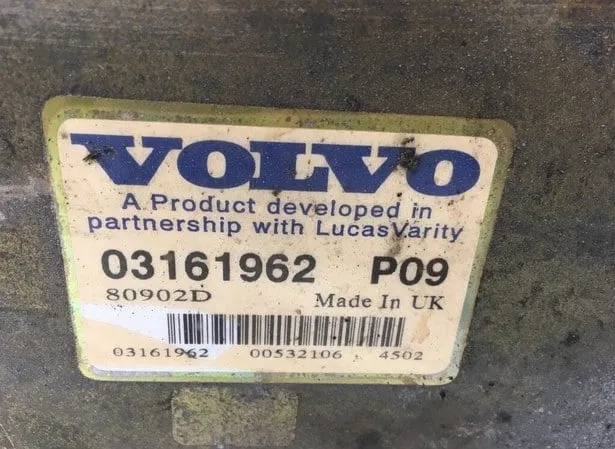 VOLVO
A Product developed in
partnership with LucasVarity
03161962 P09
80902D Made In UK
03161962 00532106 4502